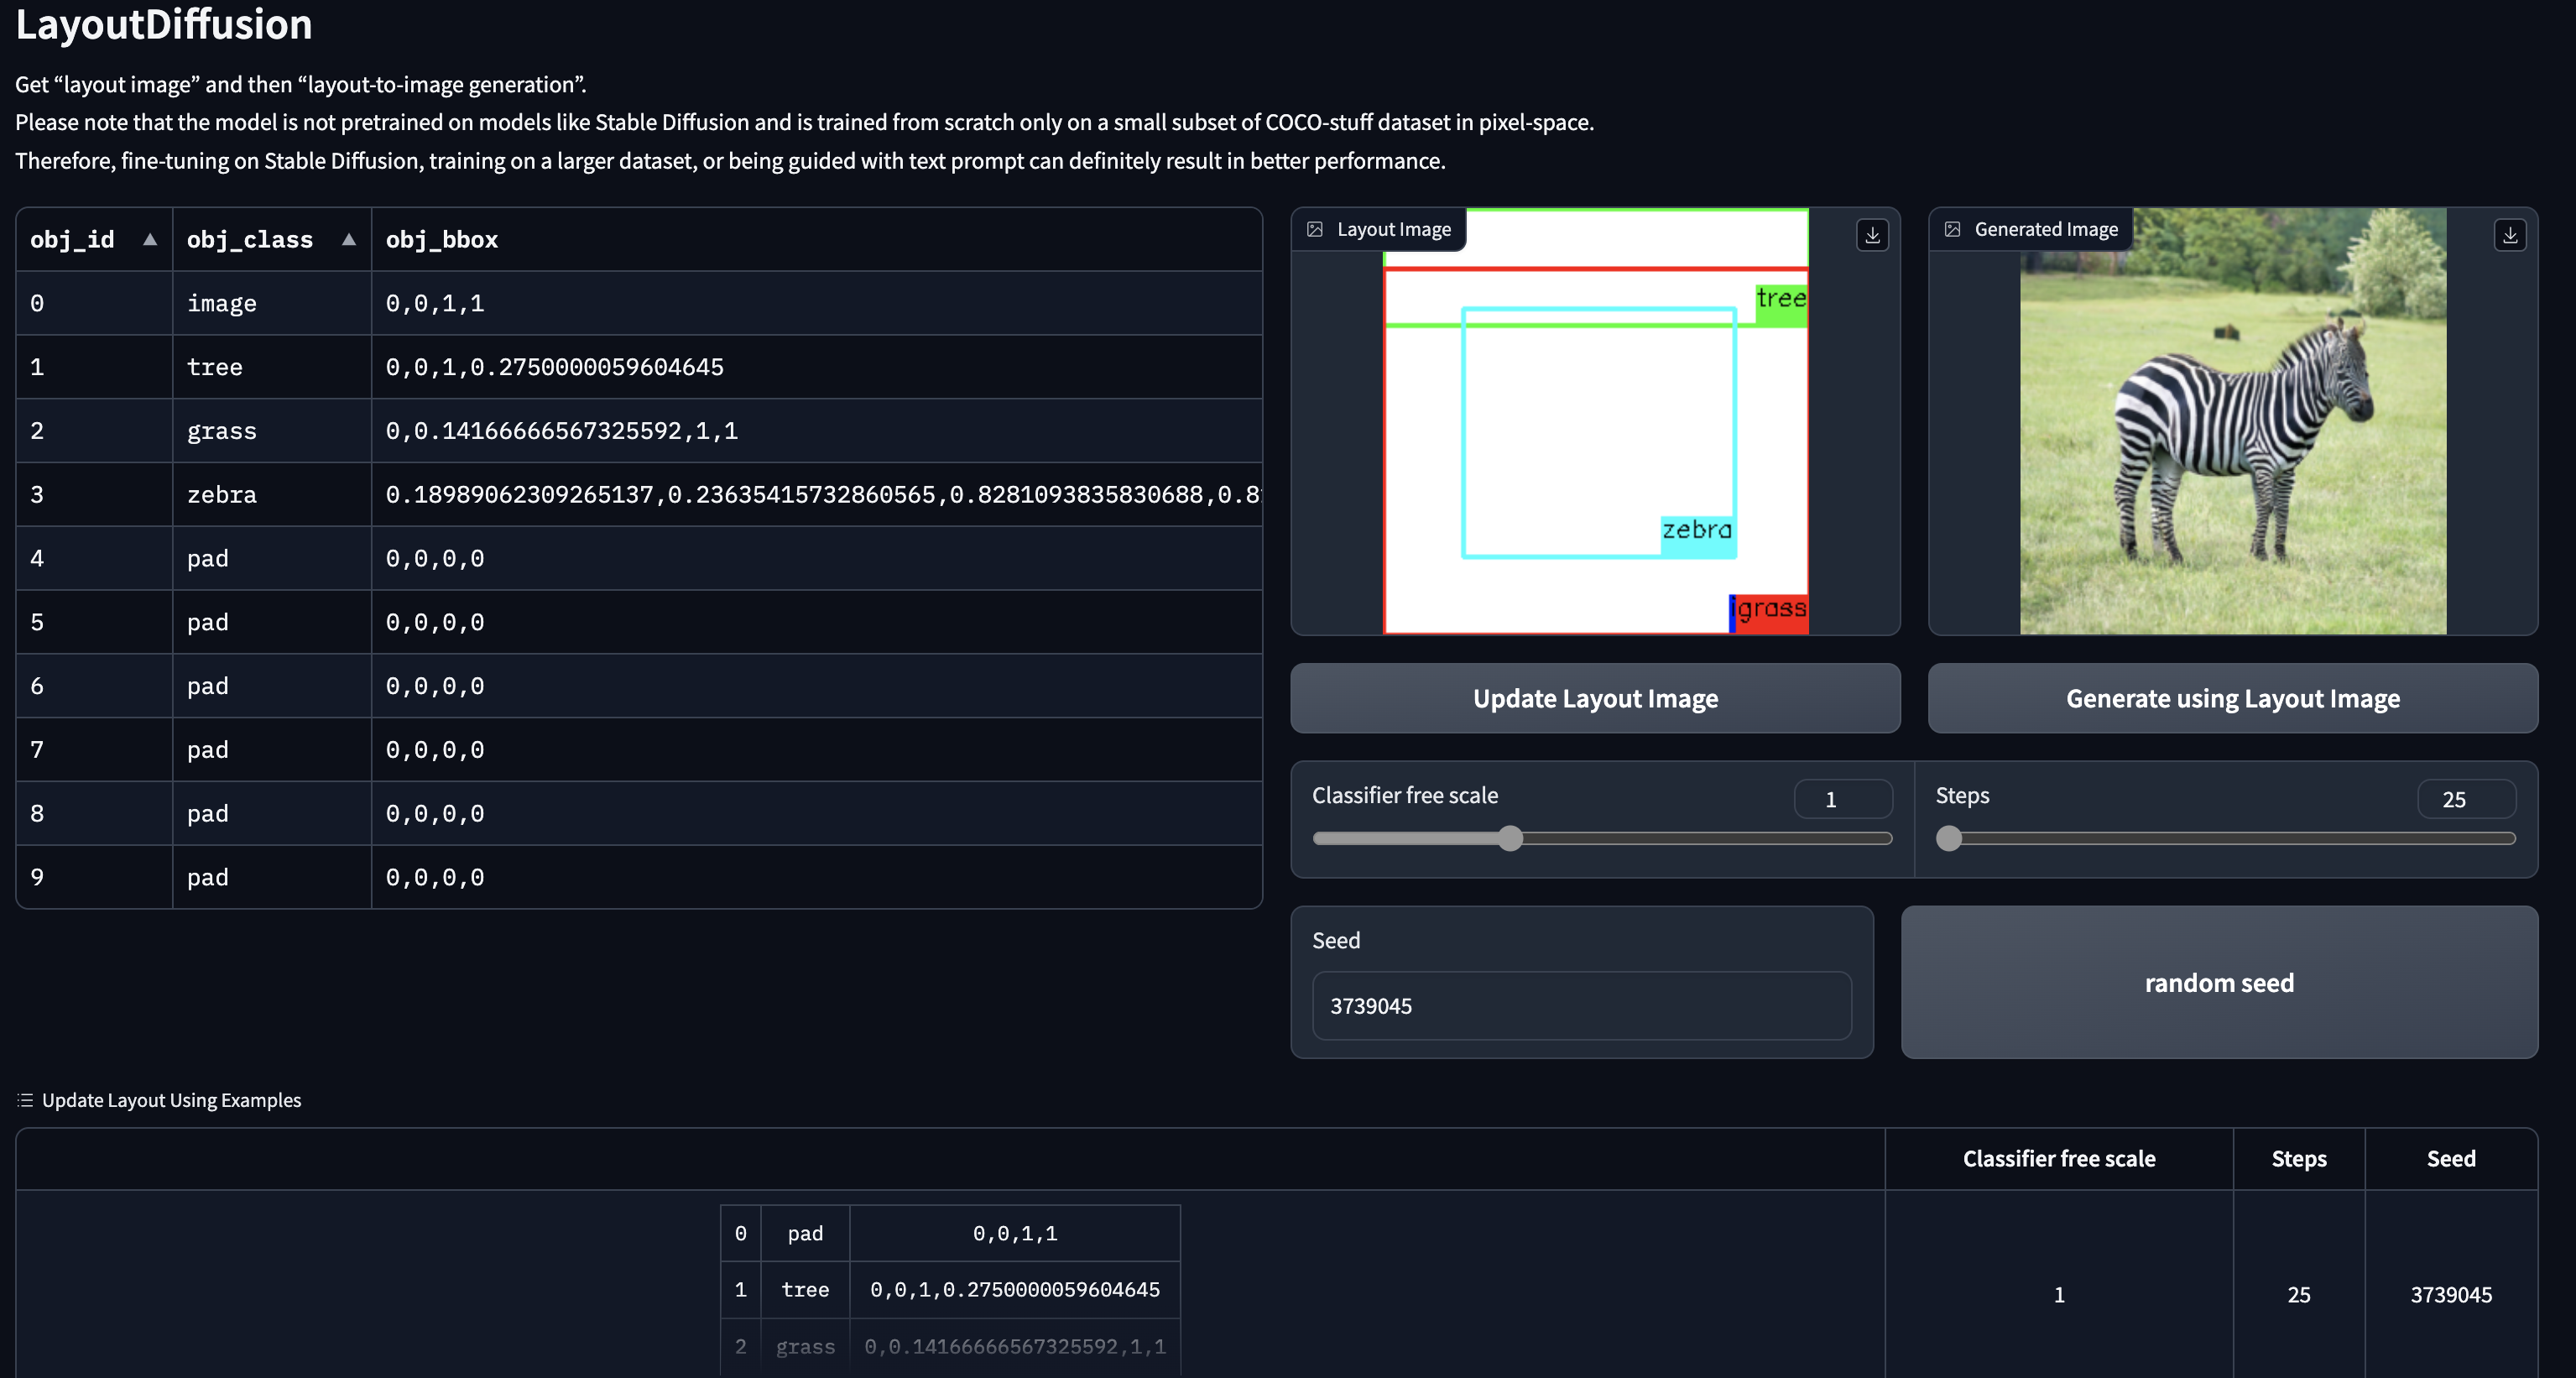 LayoutDiffusion
Get “layout image” and then “layout-to-image generation”.
Please note that the model is not pretrained on models like Stable Diffusion and is trained from scratch only on a small subset of COCO-stuff dataset in pixel-space.
Therefore, fine-tuning on Stable Diffusion, training on a larger dataset, or being guided with text prompt can definitely result in better performance.
obj_id obj_class obj_bbox
0 image 0,0,1,1
1 tree 0,0,1,0.2750000059604645
2 grass 0,0.14166666567325592,1,1
3 zebra 0.18989062309265137,0.23635415732860565,0.8281093835830688,0.8
4 pad 0,0,0,0
5 pad 0,0,0,0
6 pad 0,0,0,0
7 pad 0,0,0,0
8 pad 0,0,0,0
9 pad 0,0,0,0
Layout Image
tree
zebra
grass
Generated Image
Update Layout Image
Generate using Layout Image
Classifier free scale 1
Steps 25
Seed
3739045
random seed
Update Layout Using Examples
Classifier free scale Steps Seed
0 pad 0,0,1,1
1 tree 0,0,1,0.2750000059604645
2 grass 0,0.14166666567325592,1,1
1 25 3739045